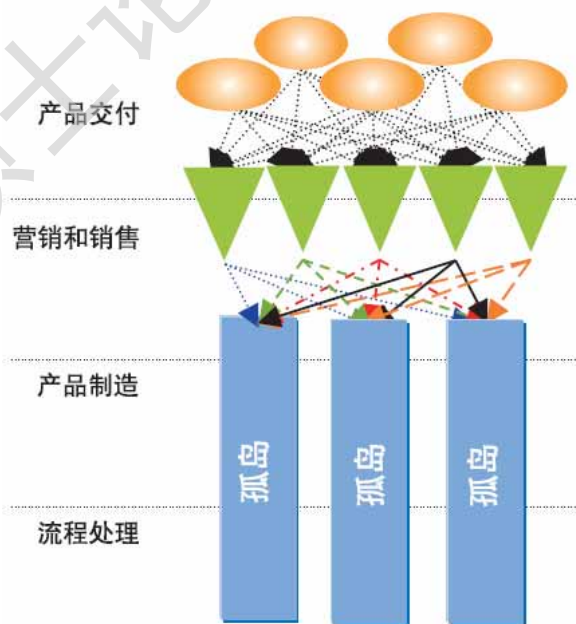 产品交付
营销和销售
产品制造
孤岛
孤岛
孤岛
流程处理